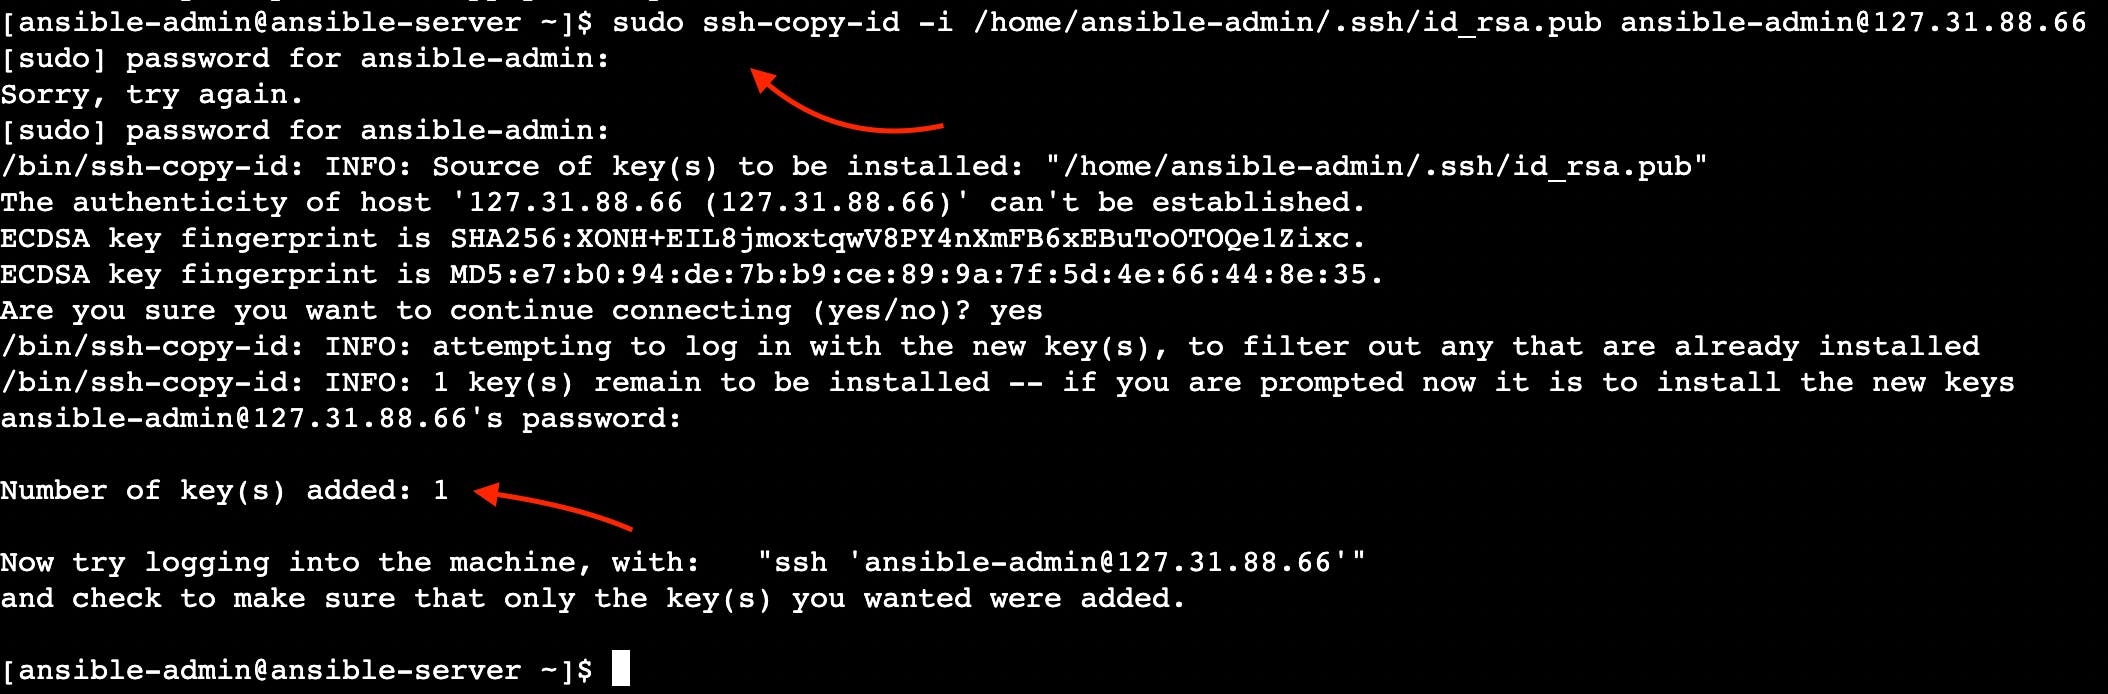 [ansible-admin@ansible-server ~]$ sudo ssh-copy-id -i /home/ansible-admin/.ssh/id_rsa.pub ansible-admin@127.31.88.66
[sudo] password for ansible-admin:
Sorry, try again.
[sudo] password for ansible-admin:
/bin/ssh-copy-id: INFO: Source of key(s) to be installed: "/home/ansible-admin/.ssh/id_rsa.pub"
The authenticity of host '127.31.88.66 (127.31.88.66)' can't be established.
ECDSA key fingerprint is SHA256:XONH+EIL8jmoxtqwV8PY4nXmFB6xEBuToOTOQe1Zixc.
ECDSA key fingerprint is MD5:e7:b0:94:de:7b:b9:ce:89:9a:7f:5d:4e:66:44:8e:35.
Are you sure you want to continue connecting (yes/no)? yes
/bin/ssh-copy-id: INFO: attempting to log in with the new key(s), to filter out any that are already installed
/bin/ssh-copy-id: INFO: 1 key(s) remain to be installed -- if you are prompted now it is to install the new keys
ansible-admin@127.31.88.66's password:
Number of key(s) added: 1
Now try logging into the machine, with:   "ssh 'ansible-admin@127.31.88.66'"
and check to make sure that only the key(s) you wanted were added.
[ansible-admin@ansible-server ~]$